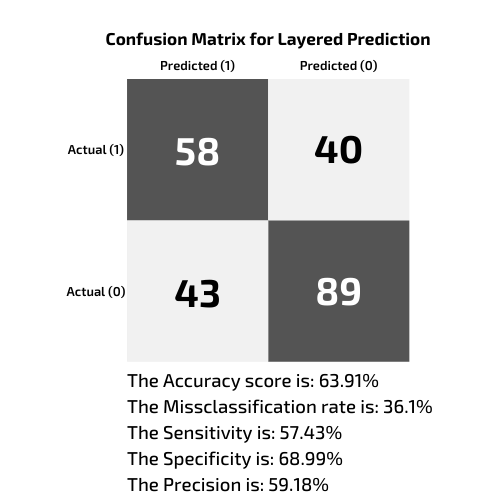 Confusion Matrix for Layered Prediction
Predicted (1) Predicted (0)
Actual (1) 58 40
Actual (0) 43 89
The Accuracy score is: 63.91%
The Missclassification rate is: 36.1%
The Sensitivity is: 57.43%
The Specificity is: 68.99%
The Precision is: 59.18%